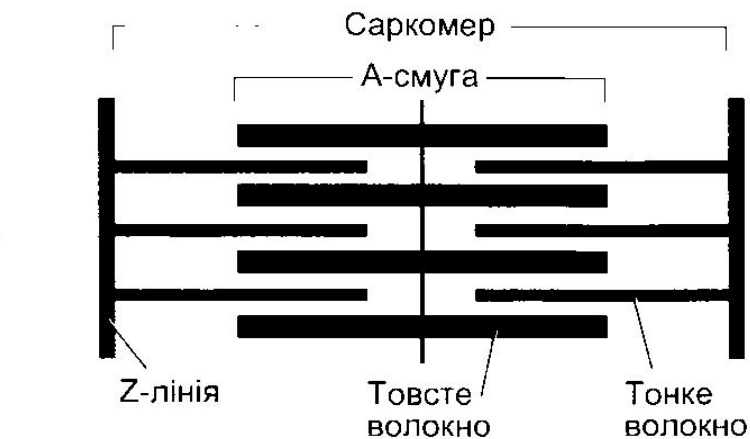 Саркомер
А-смуга
Z-лінія
Товсте
волокно
Тонке
волокно